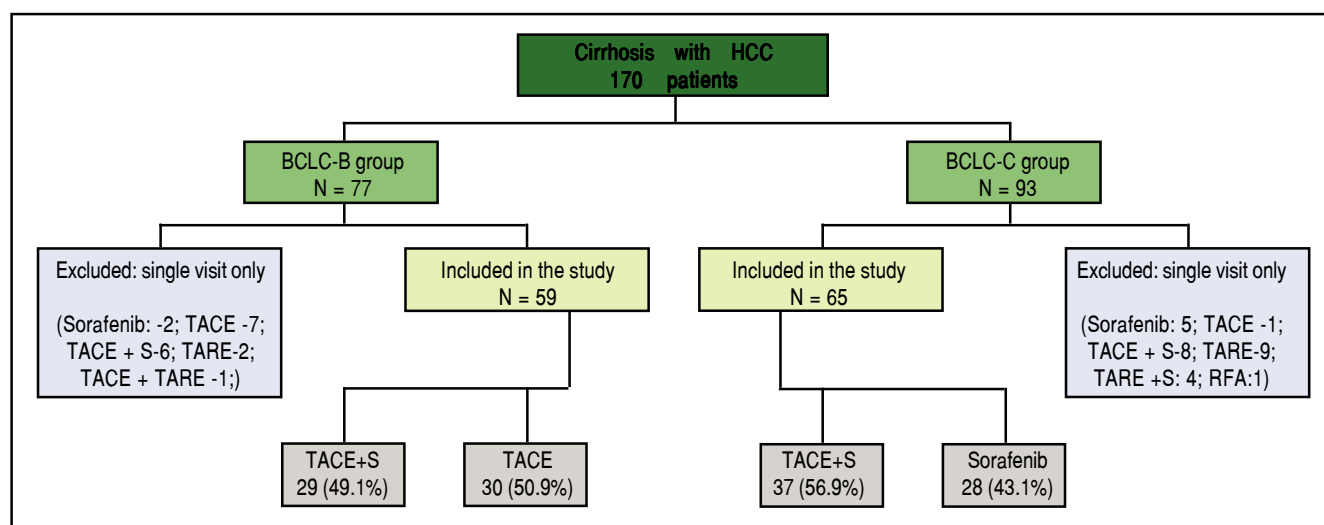 Cirrhosis with HCC
170 patients
BCLC-B group
N = 77
BCLC-C group
N = 93
Excluded: single visit only
(Sorafenib: -2; TACE -7;
TACE + S-6; TARE-2;
TACE + TARE -1;)
Included in the study
N = 59
Included in the study
N = 65
Excluded: single visit only
(Sorafenib: 5; TACE -1;
TACE + S-8; TARE-9;
TARE +S: 4; RFA:1)
TACE+S
29 (49.1%)
TACE
30 (50.9%)
TACE+S
37 (56.9%)
Sorafenib
28 (43.1%)